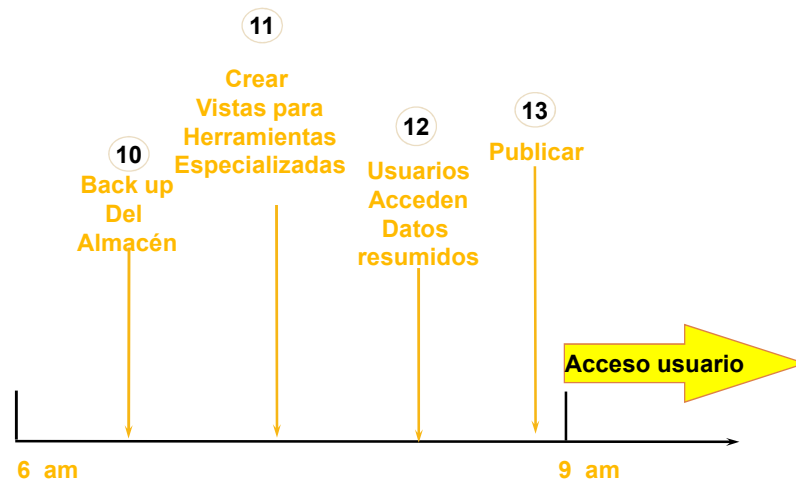 11
Crear
Vistas para
Herramientas
Especializadas
13
Publicar
12
Usuarios
Acceden
Datos
resumidos
10
Back up
Del
Almacén
Acceso usuario
6 am
9 am